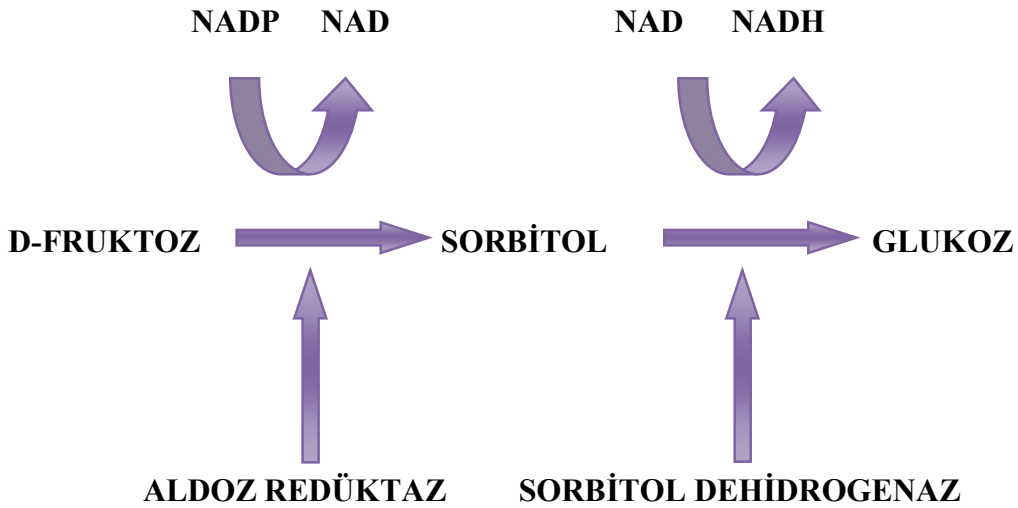 NADP NAD NAD NADH
D-FRUKTOZ SORBİTOL GLUKOZ
ALDOZ REDÜKTAZ SORBİTOL DEHİDROGENAZ